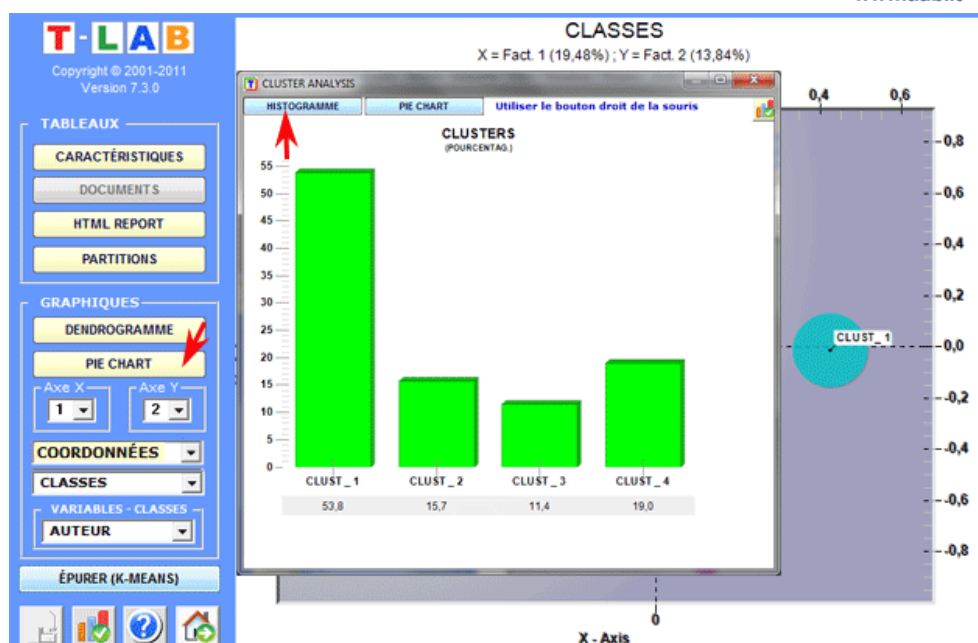 T-LAB
Copyright © 2001-2011
Version 7.3.0
TABLEAUX
CARACTÉRISTIQUES
DOCUMENTS
HTML REPORT
PARTITIONS
GRAPHIQUES
DENDROGRAMME
PIE CHART
Axe X
Axe Y
1
2
COORDONNÉES
CLASSES
VARIABLES - CLASSES
AUTEUR
ÉPURER (K-MEANS)
CLASSES
X = Fact. 1 (19,48%) ; Y = Fact. 2 (13,84%)
CLUSTER ANALYSIS
HISTOGRAMME
PIE CHART
Utiliser le bouton droit de la souris
CLUSTERS
(POURCENTAG.)
55
50
45
40
35
30
25
20
15
10
5
0
CLUST_1 CLUST_2 CLUST_3 CLUST_4
53,8 15,7 11,4 19,0
0,4 0,6
-0,8
-0,6
-0,4
-0,2
-0,0
-0,2
-0,4
-0,6
-0,8
CLUST_1
0
X - Axis